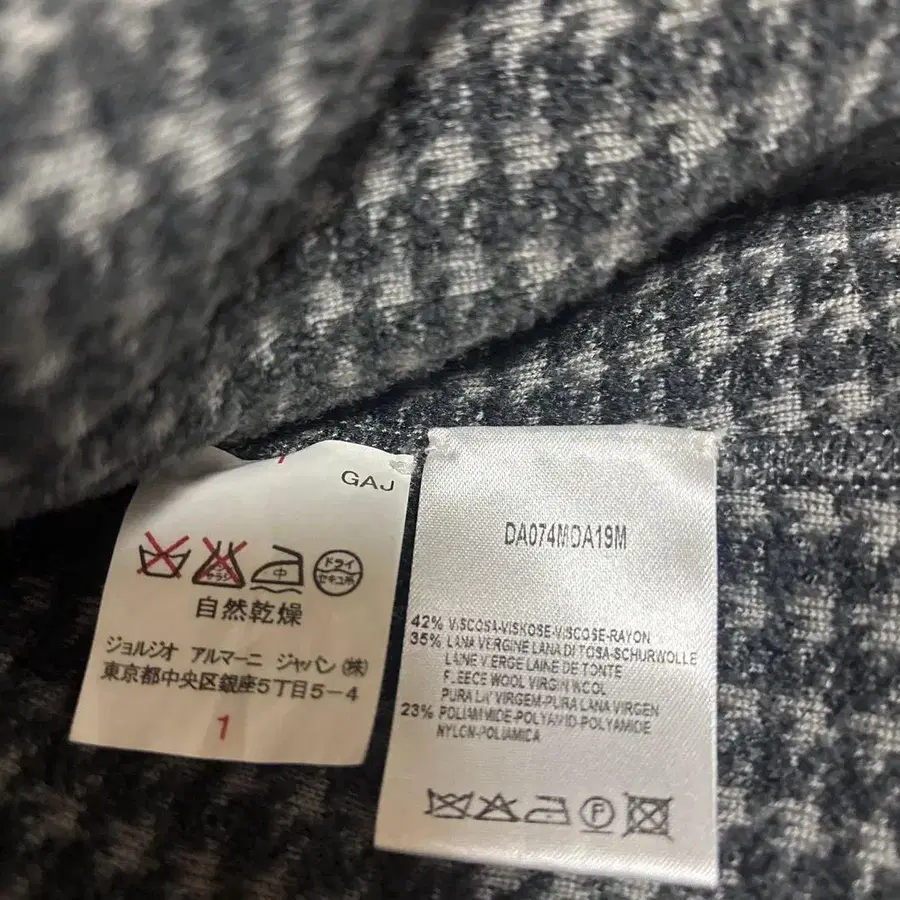 GAJ
中
ドライ
セキユ系
自然乾燥
ジョルジオ アルマーニ ジャパン(株)
東京都中央区銀座5丁目5-4
1
DA074MDA19M
42% VISCOSA-VISKOSE-VISCOSE-RAYON
35% LANA VERGINE LANA DI TOSA-SCHURWOLLE
LAINE VIERGE LAINE DE TONTE
FLEECE WOOL VIRGIN WOOL
PURA LA VIRGEM-PURA LANA VIRGEN
23% POLIAMMIDE-POLYAMID-POLYAMIDE
NYLON-POLIAMICA
F